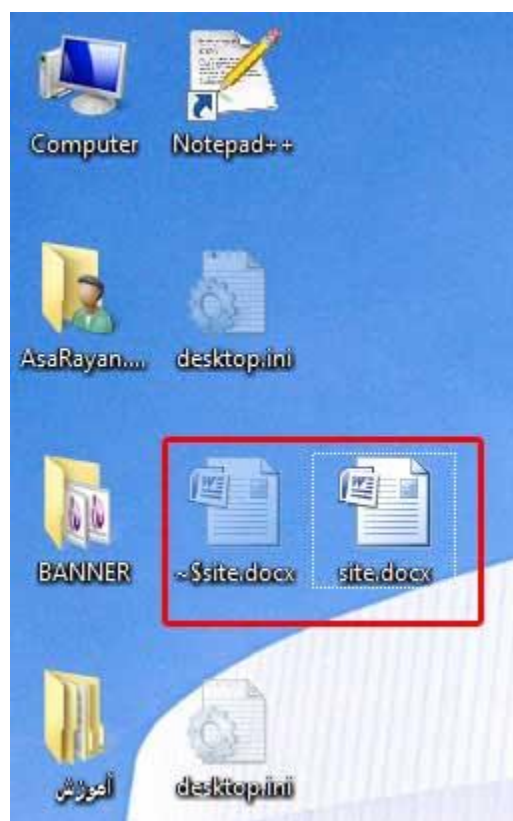 Computer
Notepad++
AsaRayan....
desktop.ini
BANNER
~$site.docx
site.docx
آموزش
desktop.ini